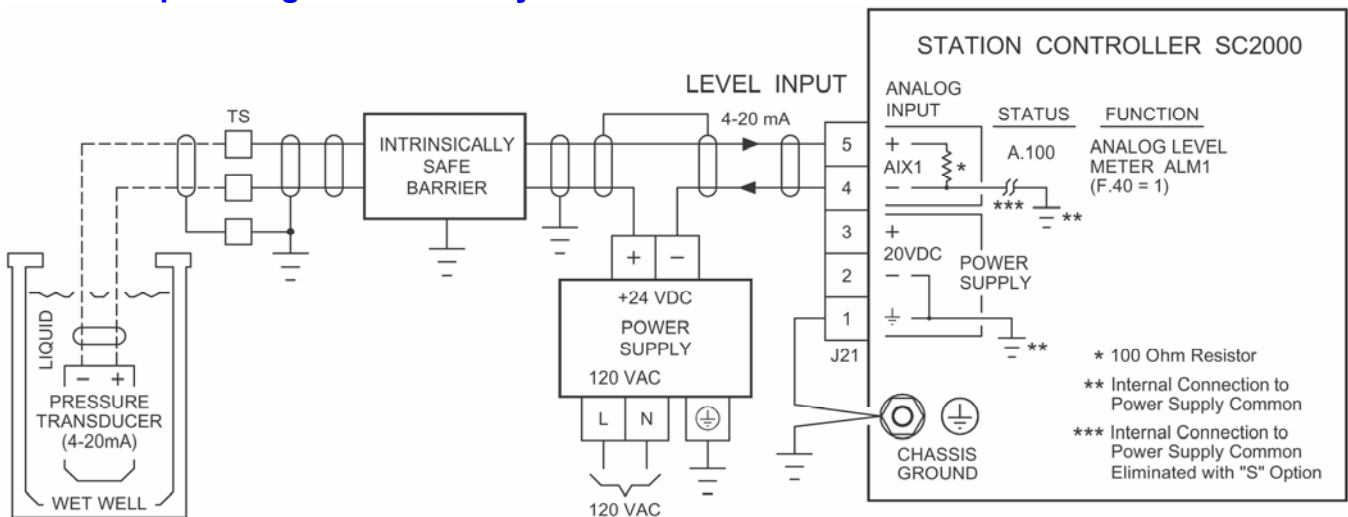 STATION CONTROLLER SC2000
LEVEL INPUT
4-20 mA
ANALOG
INPUT
STATUS
FUNCTION
TS
INTRINSICALLY
SAFE
BARRIER
5
+
AIX1
*
A.100
ANALOG LEVEL
METER ALM1
(F.40 = 1)
4
−
***
**
3
+
20VDC
POWER
SUPPLY
2
−
1
**
J21
+ −
+24 VDC
POWER
SUPPLY
120 VAC
L N
120 VAC
LIQUID
− +
PRESSURE
TRANSDUCER
(4-20mA)
WET WELL
CHASSIS
GROUND
* 100 Ohm Resistor
** Internal Connection to
Power Supply Common
*** Internal Connection to
Power Supply Common
Eliminated with "S" Option